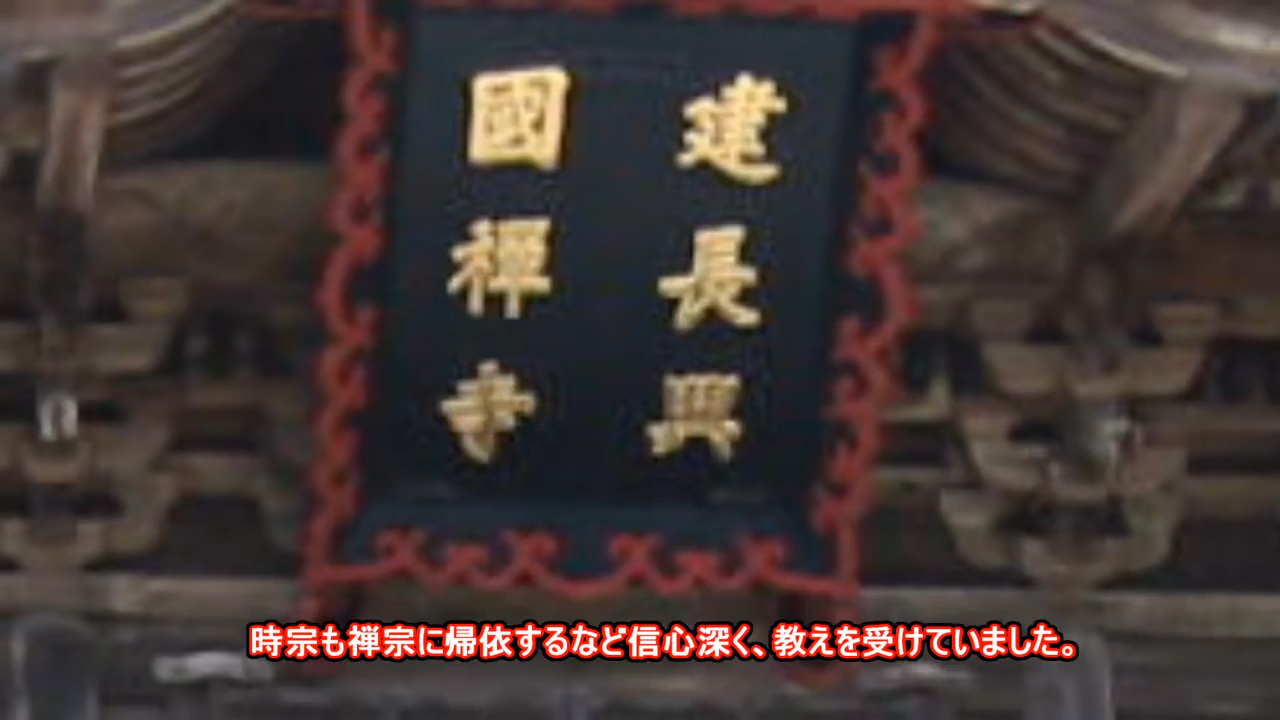 建長興
國禅寺
時宗も禅宗に帰依するなど信心深く、教えを受けていました。